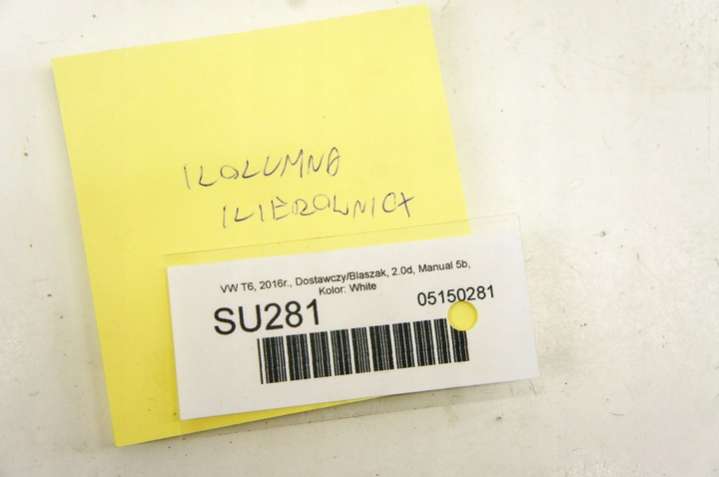 KOLUMNA
KIEROWNICY
VW T6, 2016r., Dostawczy/Blaszak, 2.0d, Manual 5b,
Kolor: White
SU281
05150281